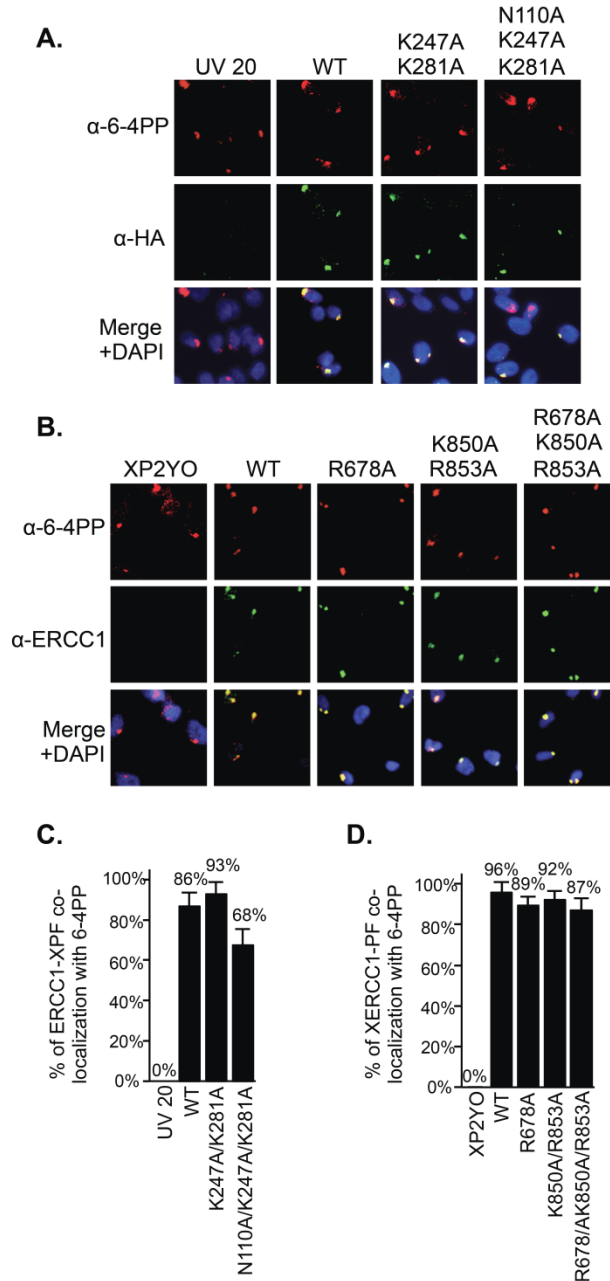 A.
UV 20
WT
K247A
K281A
N110A
K247A
K281A
α-6-4PP
α-HA
Merge
+DAPI
B.
XP2YO
WT
R678A
K850A
R853A
R678A
K850A
R853A
α-6-4PP
α-ERCC1
Merge
+DAPI
C.
% of ERCC1-XPF co-
localization with 6-4PP
100%
80%
60%
40%
20%
0%
0%
86%
93%
68%
UV 20
WT
K247A/K281A
N110A/K247A/K281A
D.
% of XERCC1-PF co-
localization with 6-4PP
100%
80%
60%
40%
20%
0%
0%
96%
89%
92%
87%
XP2YO
WT
R678A
K850A/R853A
R678/AK850A/R853A